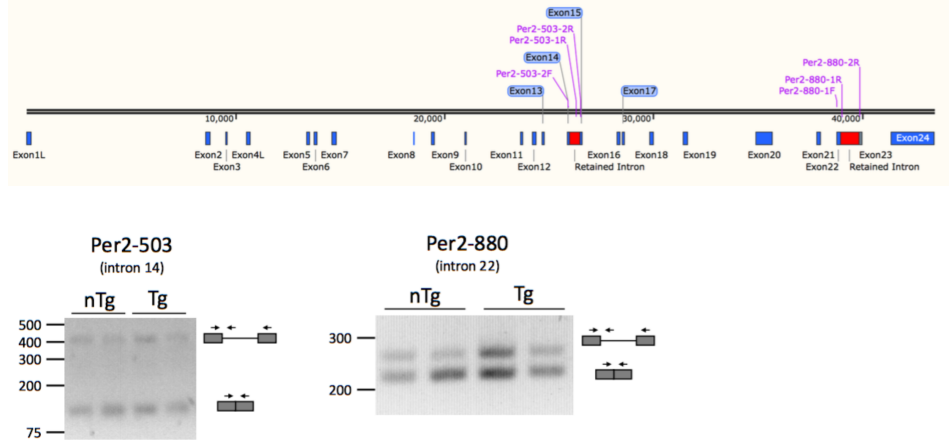 Exon15
Per2-503-2R
Per2-503-1R
Exon14
Per2-503-2F
Per2-880-2R
Per2-880-1R
Per2-880-1F
Exon13
Exon17
10,000
20,000
30,000
40,000
Exon24
Exon1L
Exon2
Exon4L
Exon5
Exon7
Exon8
Exon9
Exon11
Exon16
Exon18
Exon19
Exon20
Exon21
Exon23
Exon3
Exon6
Exon10
Exon12
Retained Intron
Exon22
Retained Intron
Per2-503
(intron 14)
nTg
Tg
500
400
300
200
75
Per2-880
(intron 22)
nTg
Tg
300
200